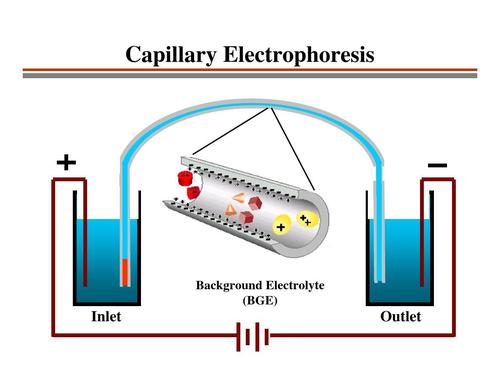 Capillary Electrophoresis
+
−
+
++
Background Electrolyte
(BGE)
Inlet
Outlet